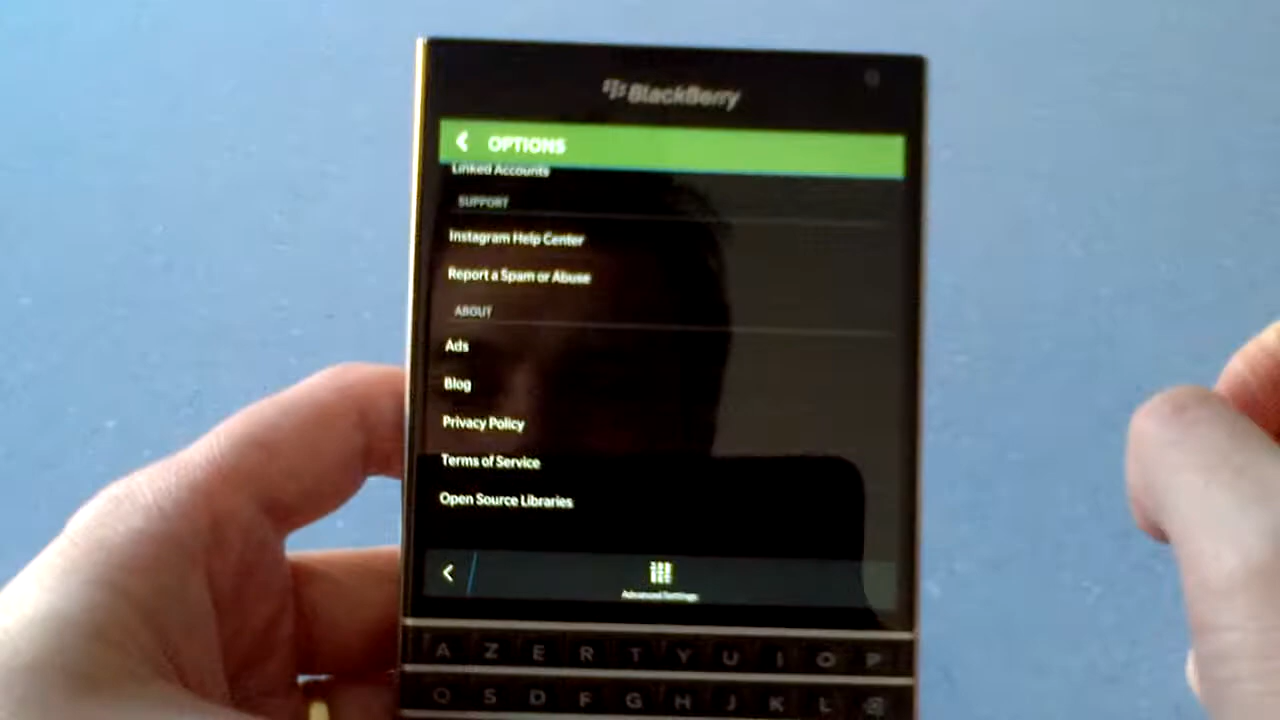 BlackBerry
OPTIONS
Linked Accounts
SUPPORT
Instagram Help Center
Report a Spam or Abuse
ABOUT
Ads
Blog
Privacy Policy
Terms of Service
Open Source Libraries
Advanced Settings
A Z E R T Y U I O P
Q S D F G H J K L